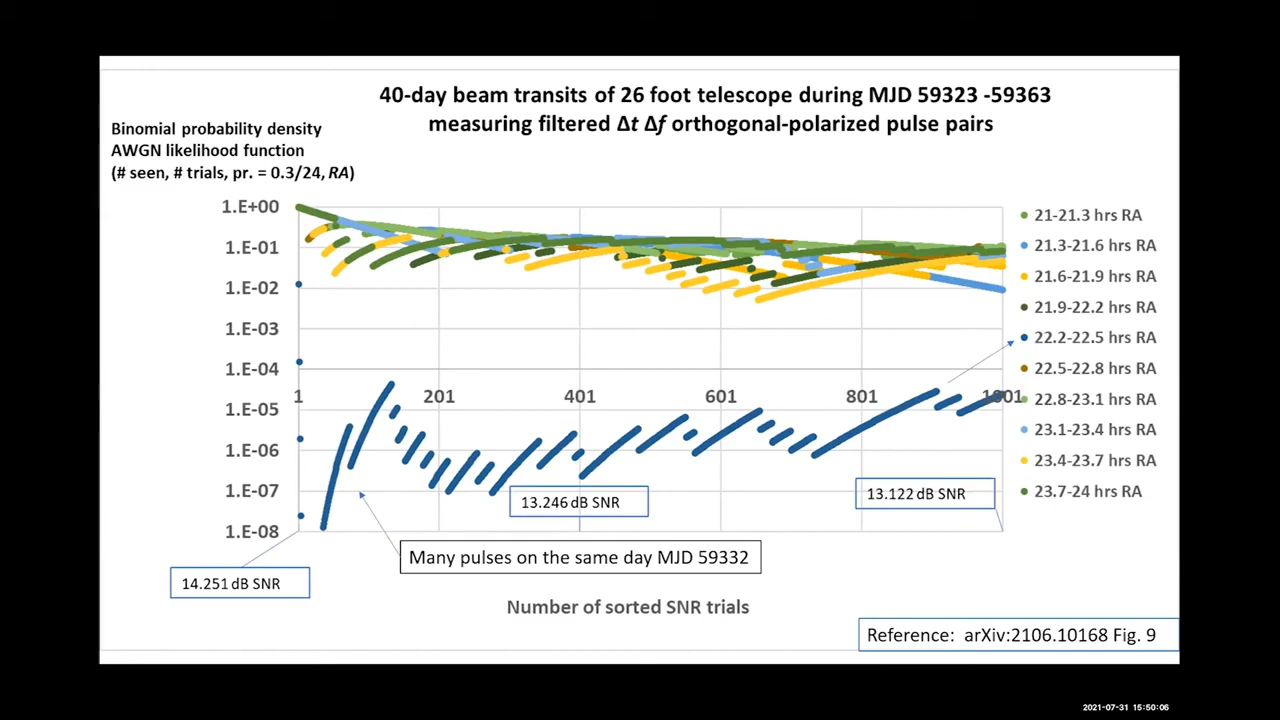 40-day beam transits of 26 foot telescope during MJD 59323 -59363
measuring filtered Δt Δf orthogonal-polarized pulse pairs
Binomial probability density
AWGN likelihood function
(# seen, # trials, pr. = 0.3/24, RA)
1.E+00
1.E-01
1.E-02
1.E-03
1.E-04
1.E-05
1.E-06
1.E-07
1.E-08
1
201
401
601
801
1001
21-21.3 hrs RA
21.3-21.6 hrs RA
21.6-21.9 hrs RA
21.9-22.2 hrs RA
22.2-22.5 hrs RA
22.5-22.8 hrs RA
22.8-23.1 hrs RA
23.1-23.4 hrs RA
23.4-23.7 hrs RA
23.7-24 hrs RA
13.246 dB SNR
13.122 dB SNR
Many pulses on the same day MJD 59332
14.251 dB SNR
Number of sorted SNR trials
Reference: arXiv:2106.10168 Fig. 9
2021-07-31 15:50:06